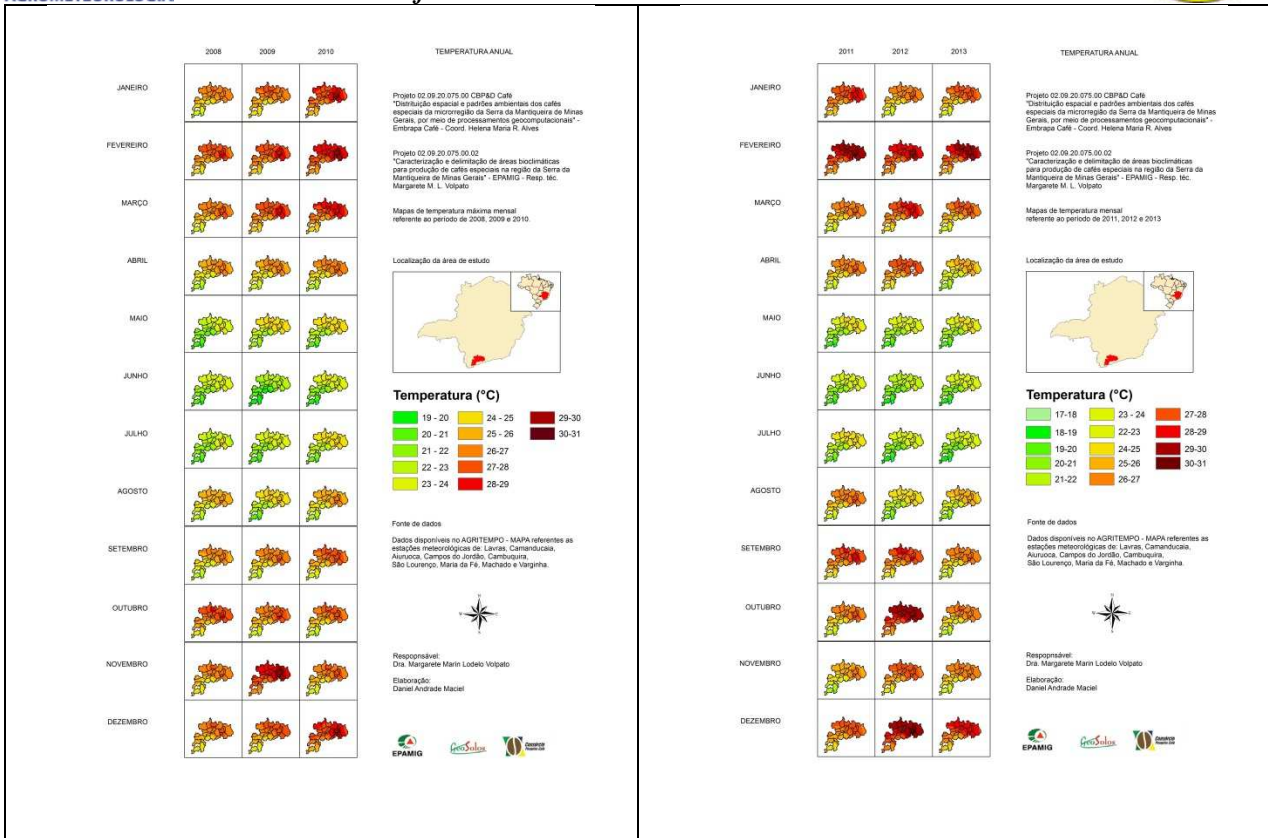 2008 2009 2010
TEMPERATURA ANUAL
JANEIRO
FEVEREIRO
MARÇO
ABRIL
MAIO
JUNHO
JULHO
AGOSTO
SETEMBRO
OUTUBRO
NOVEMBRO
DEZEMBRO
Projeto 02.09.20.075.00 CBP&D Café
"Distribuição espacial e padrões ambientais dos cafés
especiais da microrregião da Serra da Mantiqueira de Minas
Gerais, por meio de processamentos geocomputacionais" -
Embrapa Café - Coord. Helena Maria R. Alves
Projeto 02.09.20.075.00.02
"Caracterização e delimitação de áreas bioclimáticas
para produção de cafés especiais na região da Serra da
Mantiqueira de Minas Gerais" - EPAMIG - Resp. téc.
Margarete M. L. Volpato
Mapas de temperatura máxima mensal
referente ao período de 2008, 2009 e 2010
Localização da área de estudo
Temperatura (°C)
19 - 20 24 - 25 29-30
20 - 21 25 - 26 30-31
21 - 22 26-27
22 - 23 27-28
23 - 24 28-29
Fonte de dados
Dados disponíveis no AGRITEMPO - MAPA referentes as
estações meteorológicas de: Lavras, Camanducaia,
Aiuruoca, Campos do Jordão, Cambuquira,
São Lourenço, Maria da Fé, Machado e Varginha.
Respopnsável:
Dra. Margarete Marin Lodelo Volpato
Elaboração:
Daniel Andrade Maciel
EPAMIG
GeoSolos
Consórcio
Pesquisa Café
2011 2012 2013
TEMPERATURA ANUAL
JANEIRO
FEVEREIRO
MARÇO
ABRIL
MAIO
JUNHO
JULHO
AGOSTO
SETEMBRO
OUTUBRO
NOVEMBRO
DEZEMBRO
Projeto 02.09.20.075.00 CBP&D Café
"Distribuição espacial e padrões ambientais dos cafés
especiais da microrregião da Serra da Mantiqueira de Minas
Gerais, por meio de processamentos geocomputacionais" -
Embrapa Café - Coord. Helena Maria R. Alves
Projeto 02.09.20.075.00.02
"Caracterização e delimitação de áreas bioclimáticas
para produção de cafés especiais na região da Serra da
Mantiqueira de Minas Gerais" - EPAMIG - Resp. téc.
Margarete M. L. Volpato
Mapas de temperatura mensal
referente ao período de 2011, 2012 e 2013
Localização da área de estudo
Temperatura (°C)
17-18 23 - 24 27-28
18-19 22-23 28-29
19-20 24-25 29-30
20-21 25-26 30-31
21-22 26-27
Fonte de dados
Dados disponíveis no AGRITEMPO - MAPA referentes as
estações meteorológicas de: Lavras, Camanducaia,
Aiuruoca, Campos do Jordão, Cambuquira,
São Lourenço, Maria da Fé, Machado e Varginha.
Respopnsável:
Dra. Margarete Marin Lodelo Volpato
Elaboração:
Daniel Andrade Maciel
EPAMIG
GeoSolos
Consórcio
Pesquisa Café